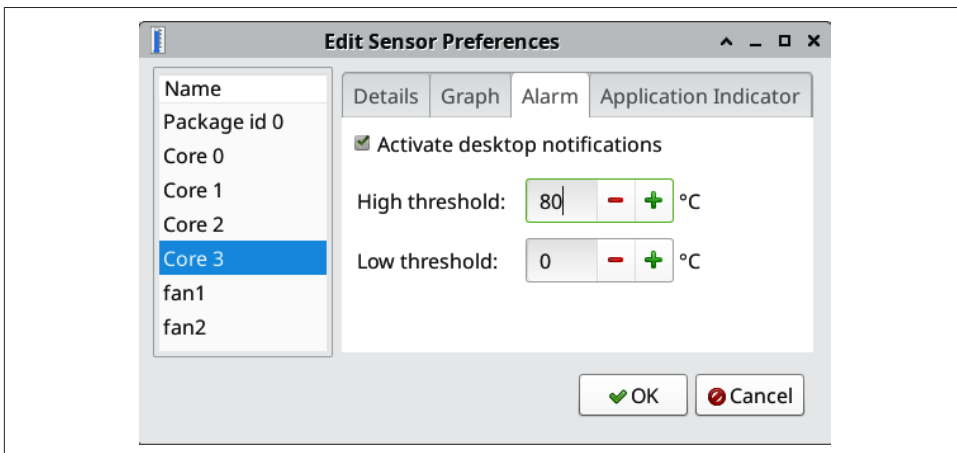 Edit Sensor Preferences
Name
Package id 0
Core 0
Core 1
Core 2
Core 3
fan1
fan2
Details Graph Alarm Application Indicator
Activate desktop notifications
High threshold: 80 °C
Low threshold: 0 °C
OK Cancel